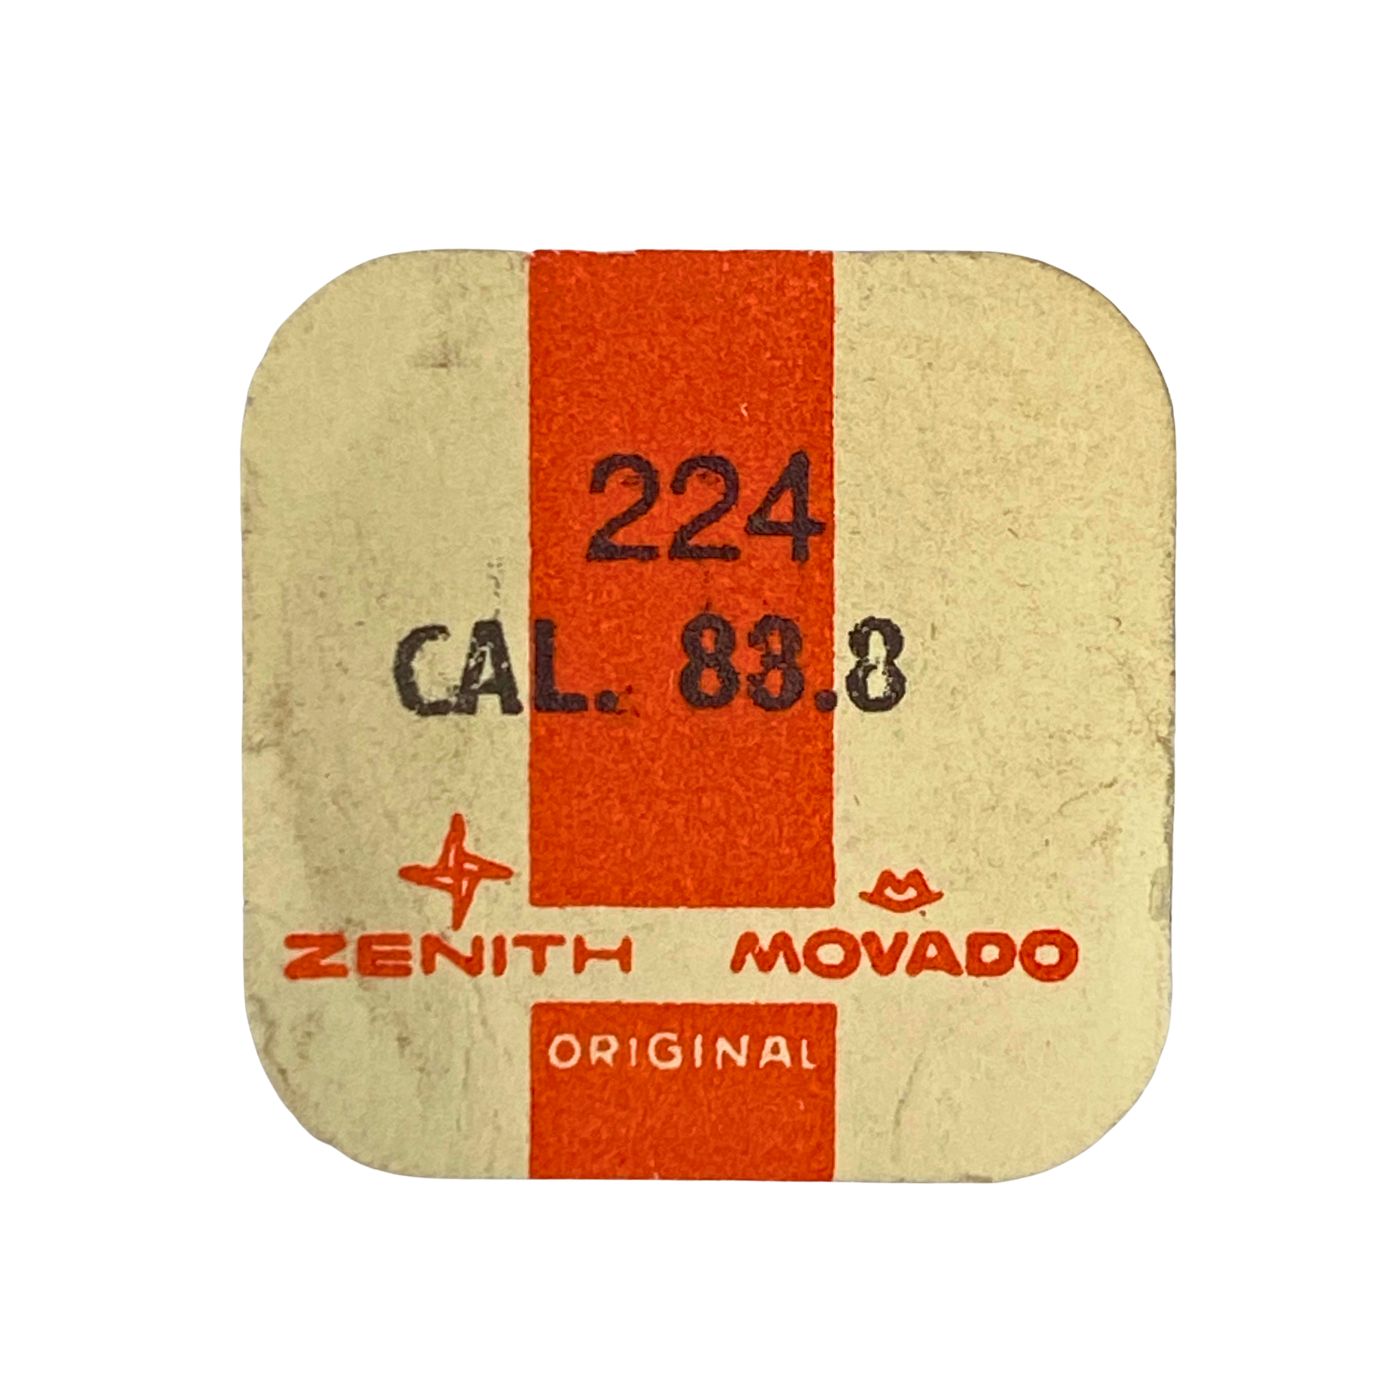 224
CAL. 83.8
ZENITH MOVADO
ORIGINAL